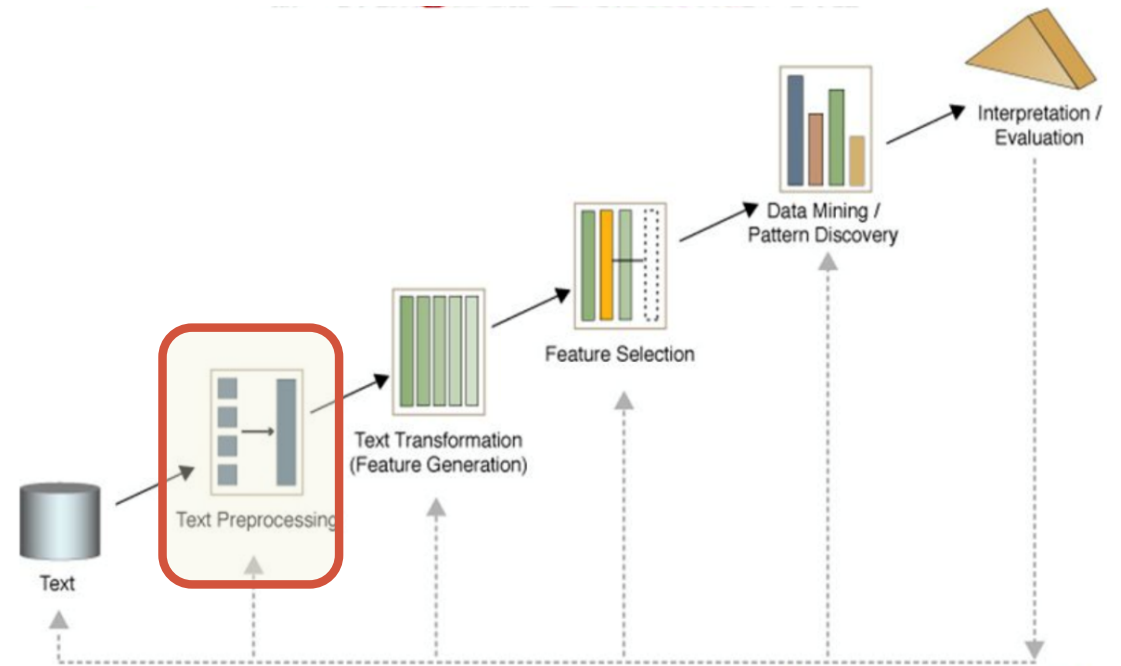 Interpretation /
Evaluation
Data Mining /
Pattern Discovery
Feature Selection
Text Transformation
(Feature Generation)
Text Preprocessing
Text